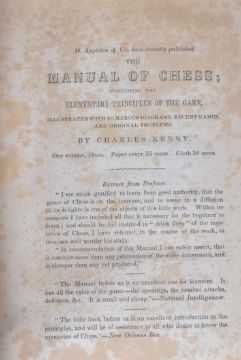 D. Appleton & Co. have recently published
THE
MANUAL OF CHESS;
CONTAINING THE
ELEMENTARY PRINCIPLES OF THE GAME,
ILLUSTRATED WITH NUMEROUS DIAGRAMS, RECENT GAMES,
AND ORIGINAL PROBLEMS.
BY CHARLES KENNY.
One volume, 18mo. Paper cover 25 cents. Cloth 38 cents.
Extract from Preface:
"I am much gratified to learn from good authority, that the
game of Chess is on the increase, and to assist in a diffusion
of its delights is one of the objects of this little work. Within its
compass I have included all that is necessary for the beginner to
learn; and should he feel inclined to "drink deep" of the
of Chess, I have referred, in the course of the work, to
treatises well worthy his study.
"In recommendation of this Manual I can safely assert, that
it contains more than any publication of the
is cheaper than any yet produced."
"The Manual before us is an excellent one for learners. It
has all the rules of the game—the openings, the combat, attacks,
defences, &c. It is small and cheap."—National Intelligencer.
"The little book before us is an excellent introduction to the
principles, and will be of assistance to all who desire to know the
mysteries of Chess."—New Orleans Bee.